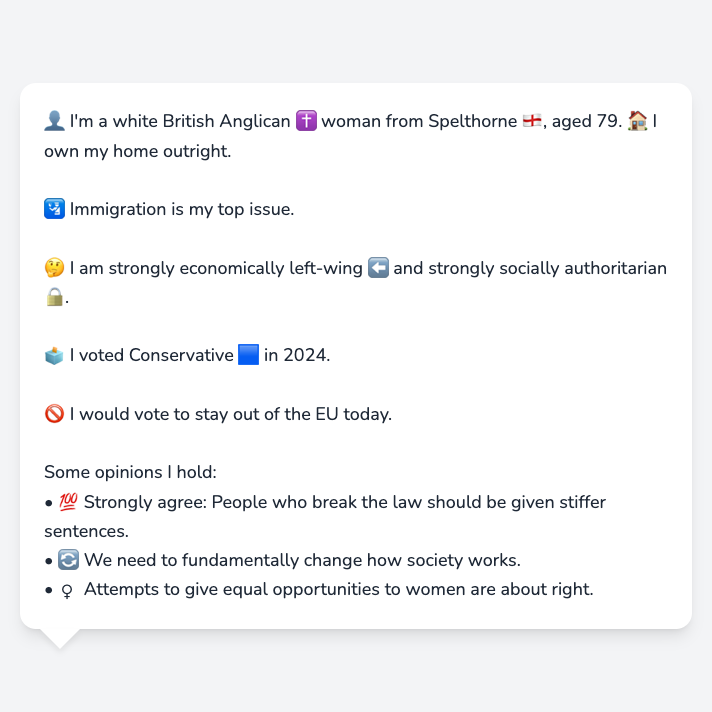 👤 I'm a white British Anglican ✝️ woman from Spelthorne 🏴󠁧󠁢󠁥󠁮󠁧󠁿, aged 79. 🏠 I
own my home outright.
🛂 Immigration is my top issue.
🤔 I am strongly economically left-wing ⬅️ and strongly socially authoritarian
🔒.
🗳️ I voted Conservative 🟦 in 2024.
🚫 I would vote to stay out of the EU today.
Some opinions I hold:
• 💯 Strongly agree: People who break the law should be given stiffer
sentences.
• 🔄 We need to fundamentally change how society works.
• ♀ Attempts to give equal opportunities to women are about right.